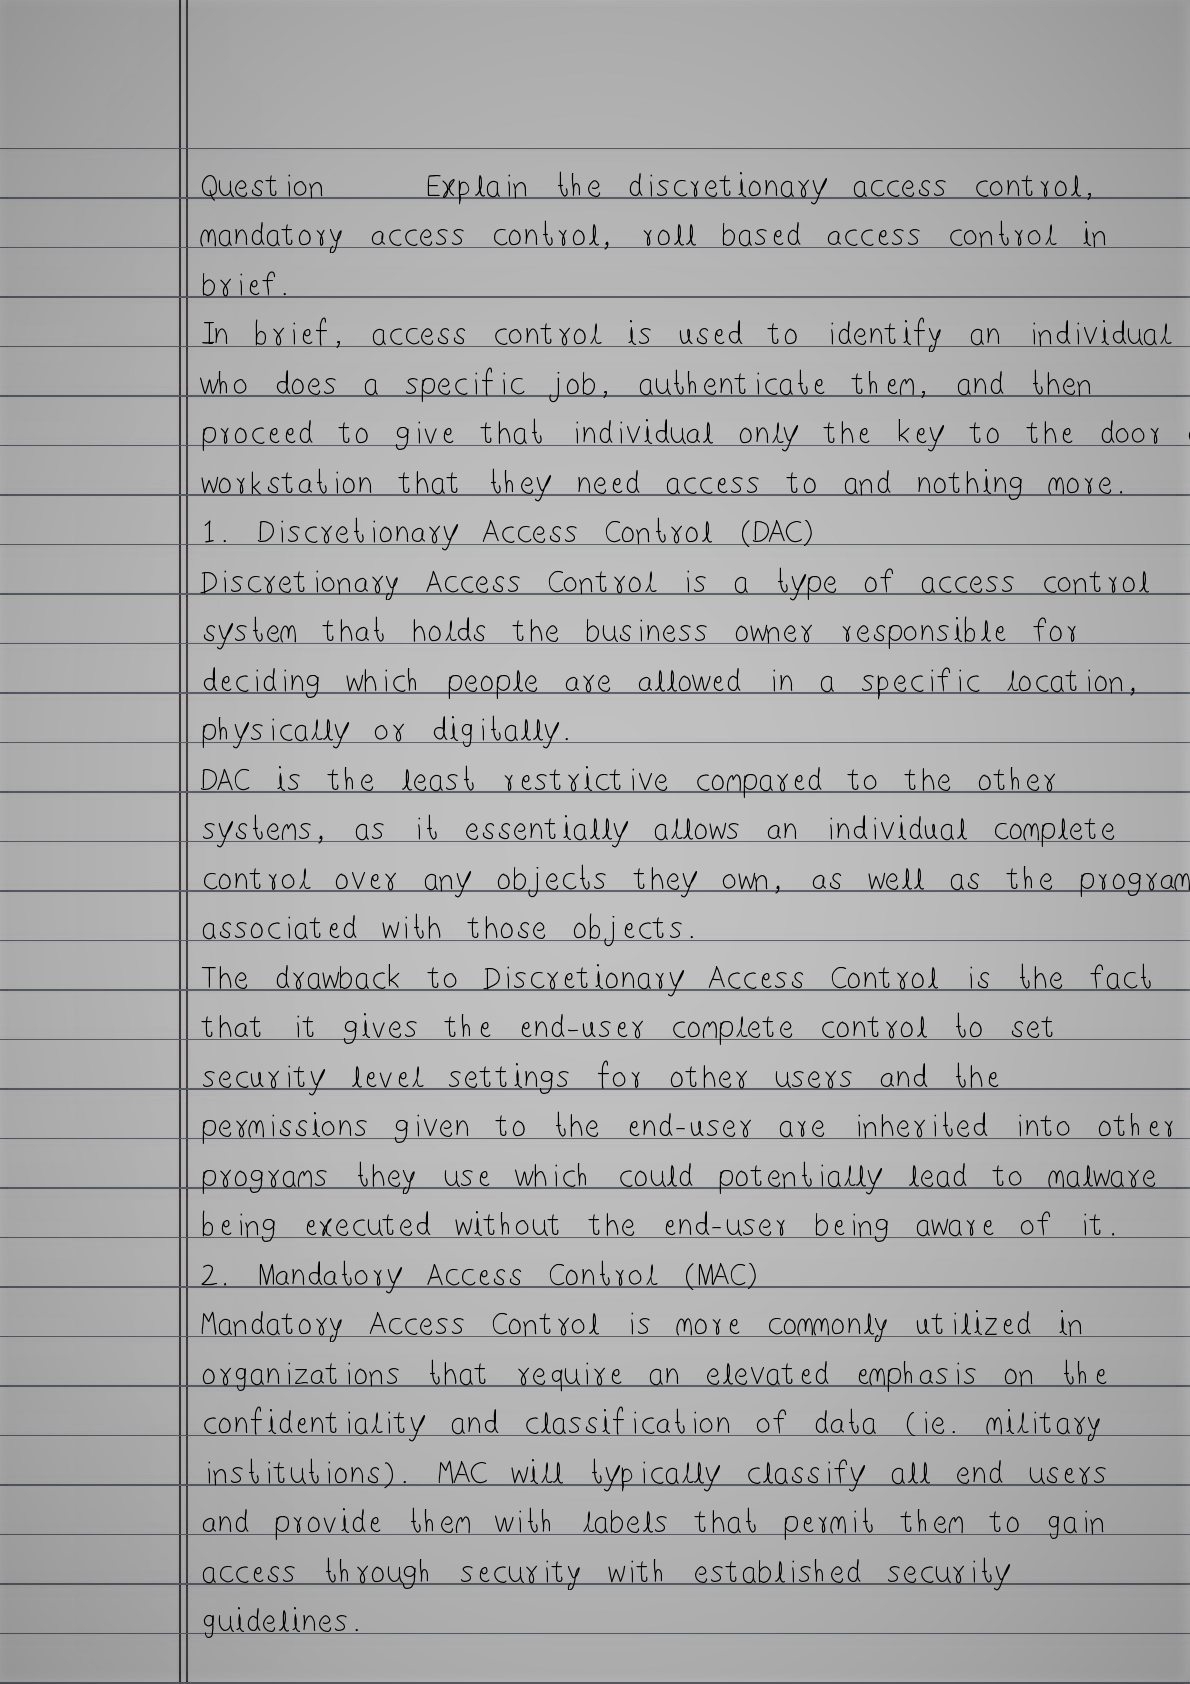 Question Explain the discretionary access control,
mandatory access control, roll based access control in
brief.
In brief, access control is used to identify an individual
who does a specific job, authenticate them, and then
proceed to give that individual only the key to the door
workstation that they need access to and nothing more.
1. Discretionary Access Control (DAC)
Discretionary Access Control is a type of access control
system that holds the business owner responsible for
deciding which people are allowed in a specific location,
physically or digitally.
DAC is the least restrictive compared to the other
systems, as it essentially allows an individual complete
control over any objects they own, as well as the program
associated with those objects.
The drawback to Discretionary Access Control is the fact
that it gives the end-user complete control to set
security level settings for other users and the
permissions given to the end-user are inherited into other
programs they use which could potentially lead to malware
being executed without the end-user being aware of it.
2. Mandatory Access Control (MAC)
Mandatory Access Control is more commonly utilized in
organizations that require an elevated emphasis on the
confidentiality and classification of data (ie. military
institutions). MAC will typically classify all end users
and provide them with labels that permit them to gain
access through security with established security
guidelines.